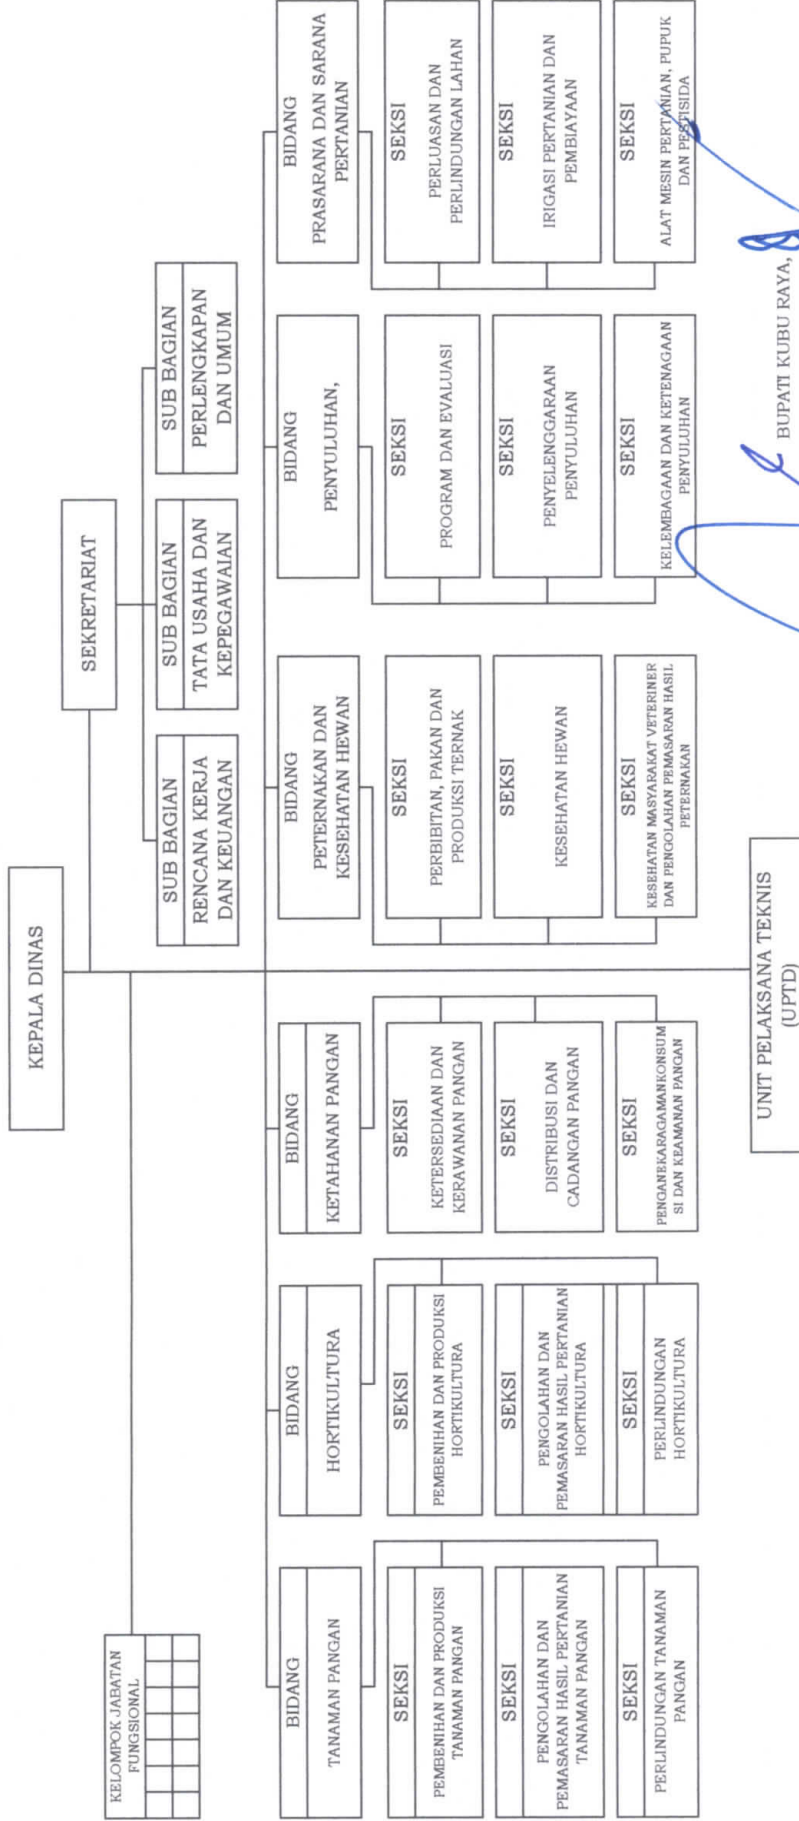 KEPALA DINAS
KELOMPOK JABATAN
FUNGSIONAL
SEKRETARIAT
SUB BAGIAN
RENCANA KERJA
DAN KEUANGAN
SUB BAGIAN
TATA USAHA DAN
KEPEGAWAIAN
SUB BAGIAN
PERLENGKAPAN
DAN UMUM
BIDANG
TANAMAN PANGAN
SEKSI
PEMBENIHAN DAN PRODUKSI
TANAMAN PANGAN
SEKSI
PENGOLAHAN DAN
PEMASARAN HASIL PERTANIAN
TANAMAN PANGAN
SEKSI
PERLINDUNGAN TANAMAN
PANGAN
BIDANG
HORTIKULTURA
SEKSI
PEMBENIHAN DAN PRODUKSI
HORTIKULTURA
SEKSI
PENGOLAHAN DAN
PEMASARAN HASIL PERTANIAN
HORTIKULTURA
SEKSI
PERLINDUNGAN
HORTIKULTURA
BIDANG
KETAHANAN PANGAN
SEKSI
KETERSEDIAAN DAN
KERAWANAN PANGAN
SEKSI
DISTRIBUSI DAN
CADANGAN PANGAN
SEKSI
PENGANEKARAGAMANKONSUM
SI DAN KEAMANAN PANGAN
BIDANG
PETERNAKAN DAN
KESEHATAN HEWAN
SEKSI
PERBIBITAN, PAKAN DAN
PRODUKSI TERNAK
SEKSI
KESEHATAN HEWAN
SEKSI
KESEHATAN MASYARAKAT VETERINER
DAN PENGOLAHAN PEMASARAN HASIL
PETERNAKAN
BIDANG
PENYULUHAN,
SEKSI
PROGRAM DAN EVALUASI
SEKSI
PENYELENGGARAAN
PENYULUHAN
SEKSI
KELEMBAGAAN DAN KETENAGAAN
PENYULUHAN
BIDANG
PRASARANA DAN SARANA
PERTANIAN
SEKSI
PERLUASAN DAN
PERLINDUNGAN LAHAN
SEKSI
IRIGASI PERTANIAN DAN
PEMBIAYAAN
SEKSI
ALAT MESIN PERTANIAN, PUPUK
DAN PESTISIDA
UNIT PELAKSANA TEKNIS
(UPTD)
BUPATI KUBU RAYA,